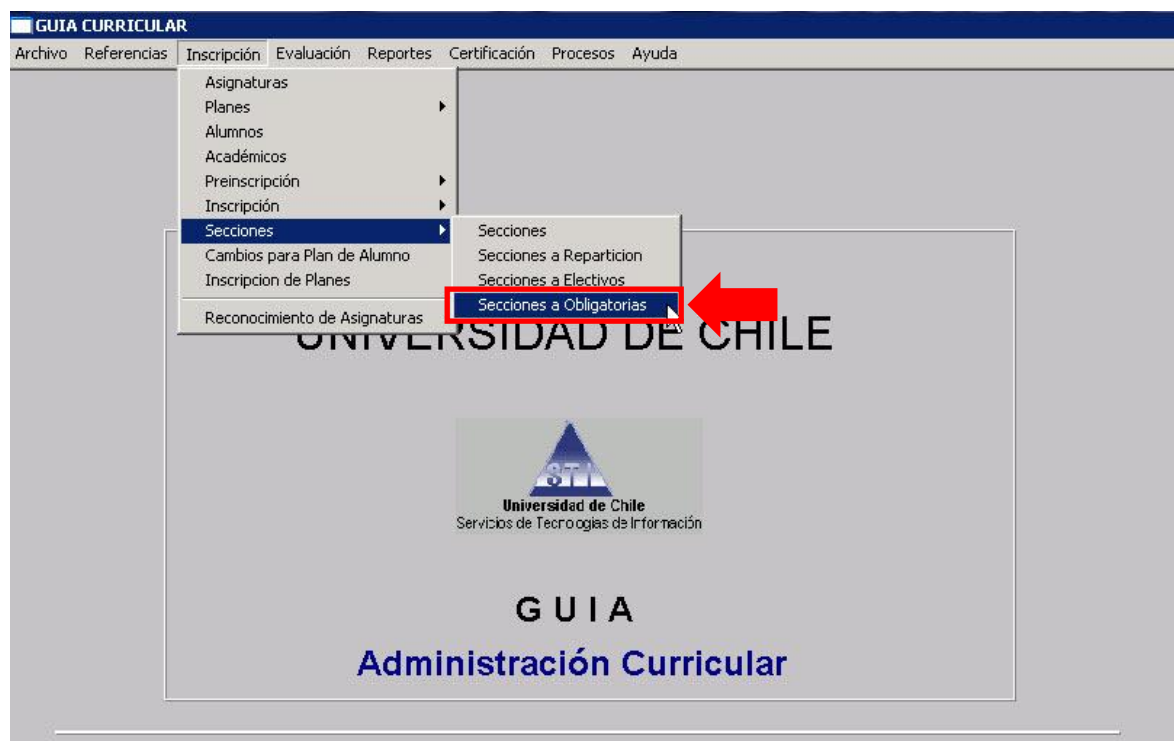 GUIA CURRICULAR
Archivo Referencias Inscripción Evaluación Reportes Certificación Procesos Ayuda
Asignaturas
Planes
Alumnos
Académicos
Preinscripción
Inscripción
Secciones
Cambios para Plan de Alumno
Inscripcion de Planes
Reconocimiento de Asignaturas
Secciones
Secciones a Reparticion
Secciones a Electivos
Secciones a Obligatorias
UNIVERSIDAD DE CHILE
STI
Universidad de Chile
Servicios de Tecnologías de Información
G U I A
Administración Curricular